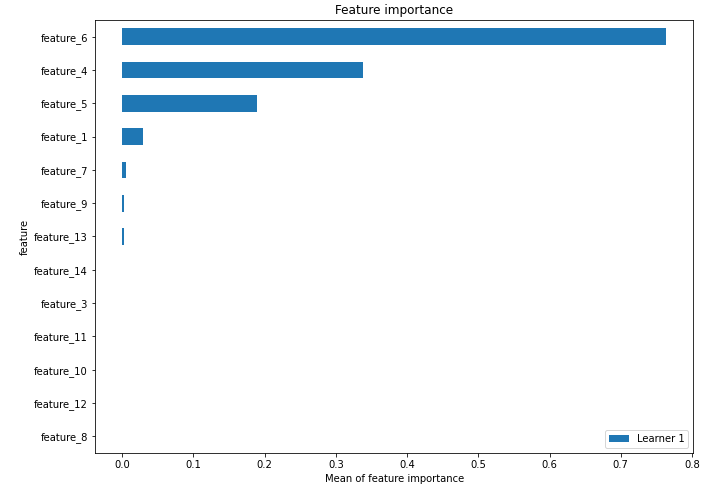 Feature importance
feature_6
feature_4
feature_5
feature_1
feature_7
feature_9
feature_13
feature_14
feature_3
feature_11
feature_10
feature_12
feature_8
feature
Learner 1
0.0 0.1 0.2 0.3 0.4 0.5 0.6 0.7 0.8
Mean of feature importance